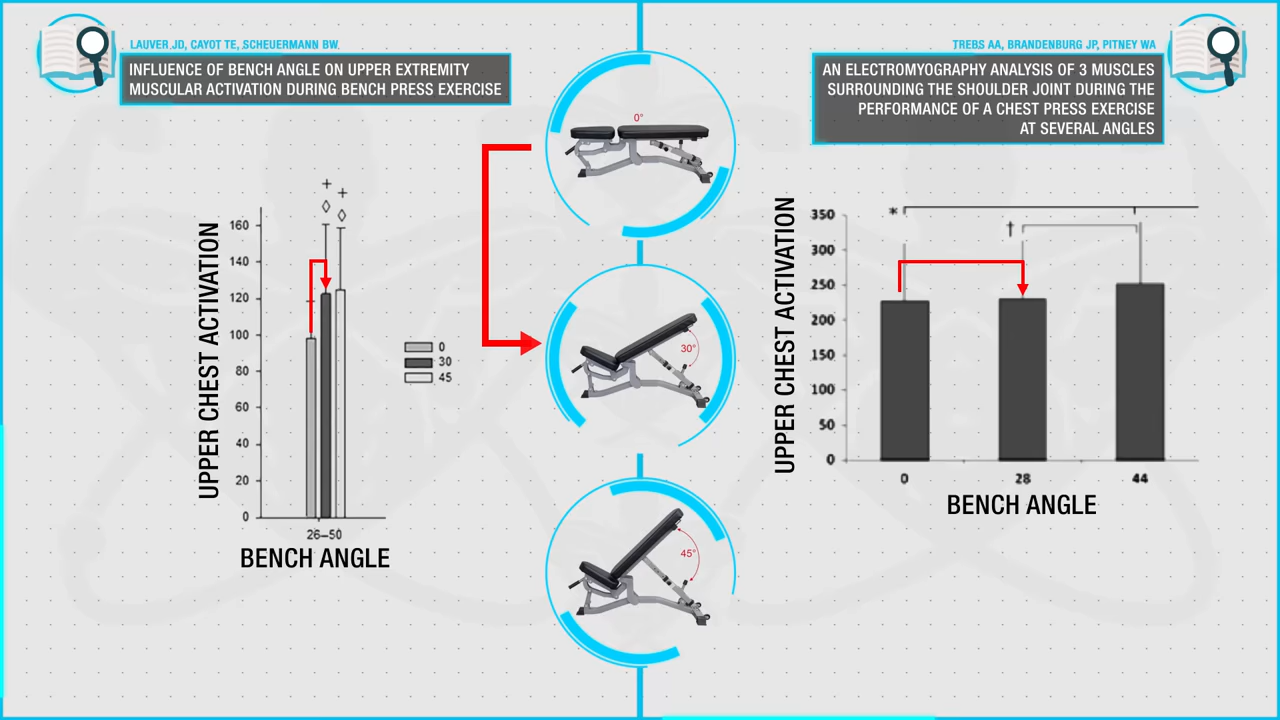 LAUVER JD, CAYOT TE, SCHEUERMANN BW.
INFLUENCE OF BENCH ANGLE ON UPPER EXTREMITY
MUSCULAR ACTIVATION DURING BENCH PRESS EXERCISE
UPPER CHEST ACTIVATION
160
140
120
100
80
60
40
20
0
+
+
◊
◊
0
30
45
26–50
BENCH ANGLE
0°
30°
45°
TREBS AA, BRANDENBURG JP, PITNEY WA
AN ELECTROMYOGRAPHY ANALYSIS OF 3 MUSCLES
SURROUNDING THE SHOULDER JOINT DURING THE
PERFORMANCE OF A CHEST PRESS EXERCISE
AT SEVERAL ANGLES
UPPER CHEST ACTIVATION
350
300
250
200
150
100
50
0
*
†
0 28 44
BENCH ANGLE